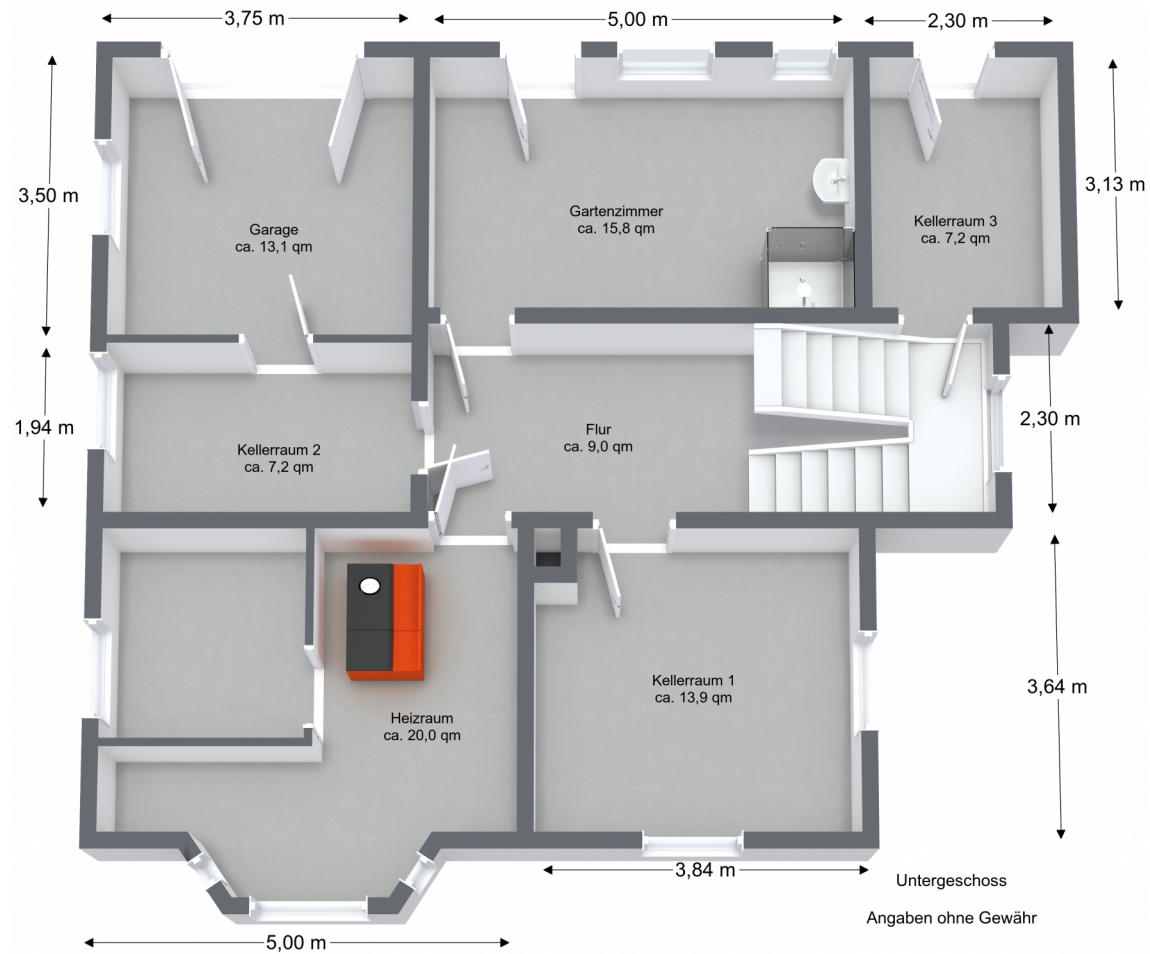 3,75 m
5,00 m
2,30 m
3,50 m
3,13 m
Garage
ca. 13,1 qm
Gartenzimmer
ca. 15,8 qm
Kellerraum 3
ca. 7,2 qm
1,94 m
2,30 m
Kellerraum 2
ca. 7,2 qm
Flur
ca. 9,0 qm
Kellerraum 1
ca. 13,9 qm
3,64 m
Heizraum
ca. 20,0 qm
3,84 m
Untergeschoss
Angaben ohne Gewähr
5,00 m